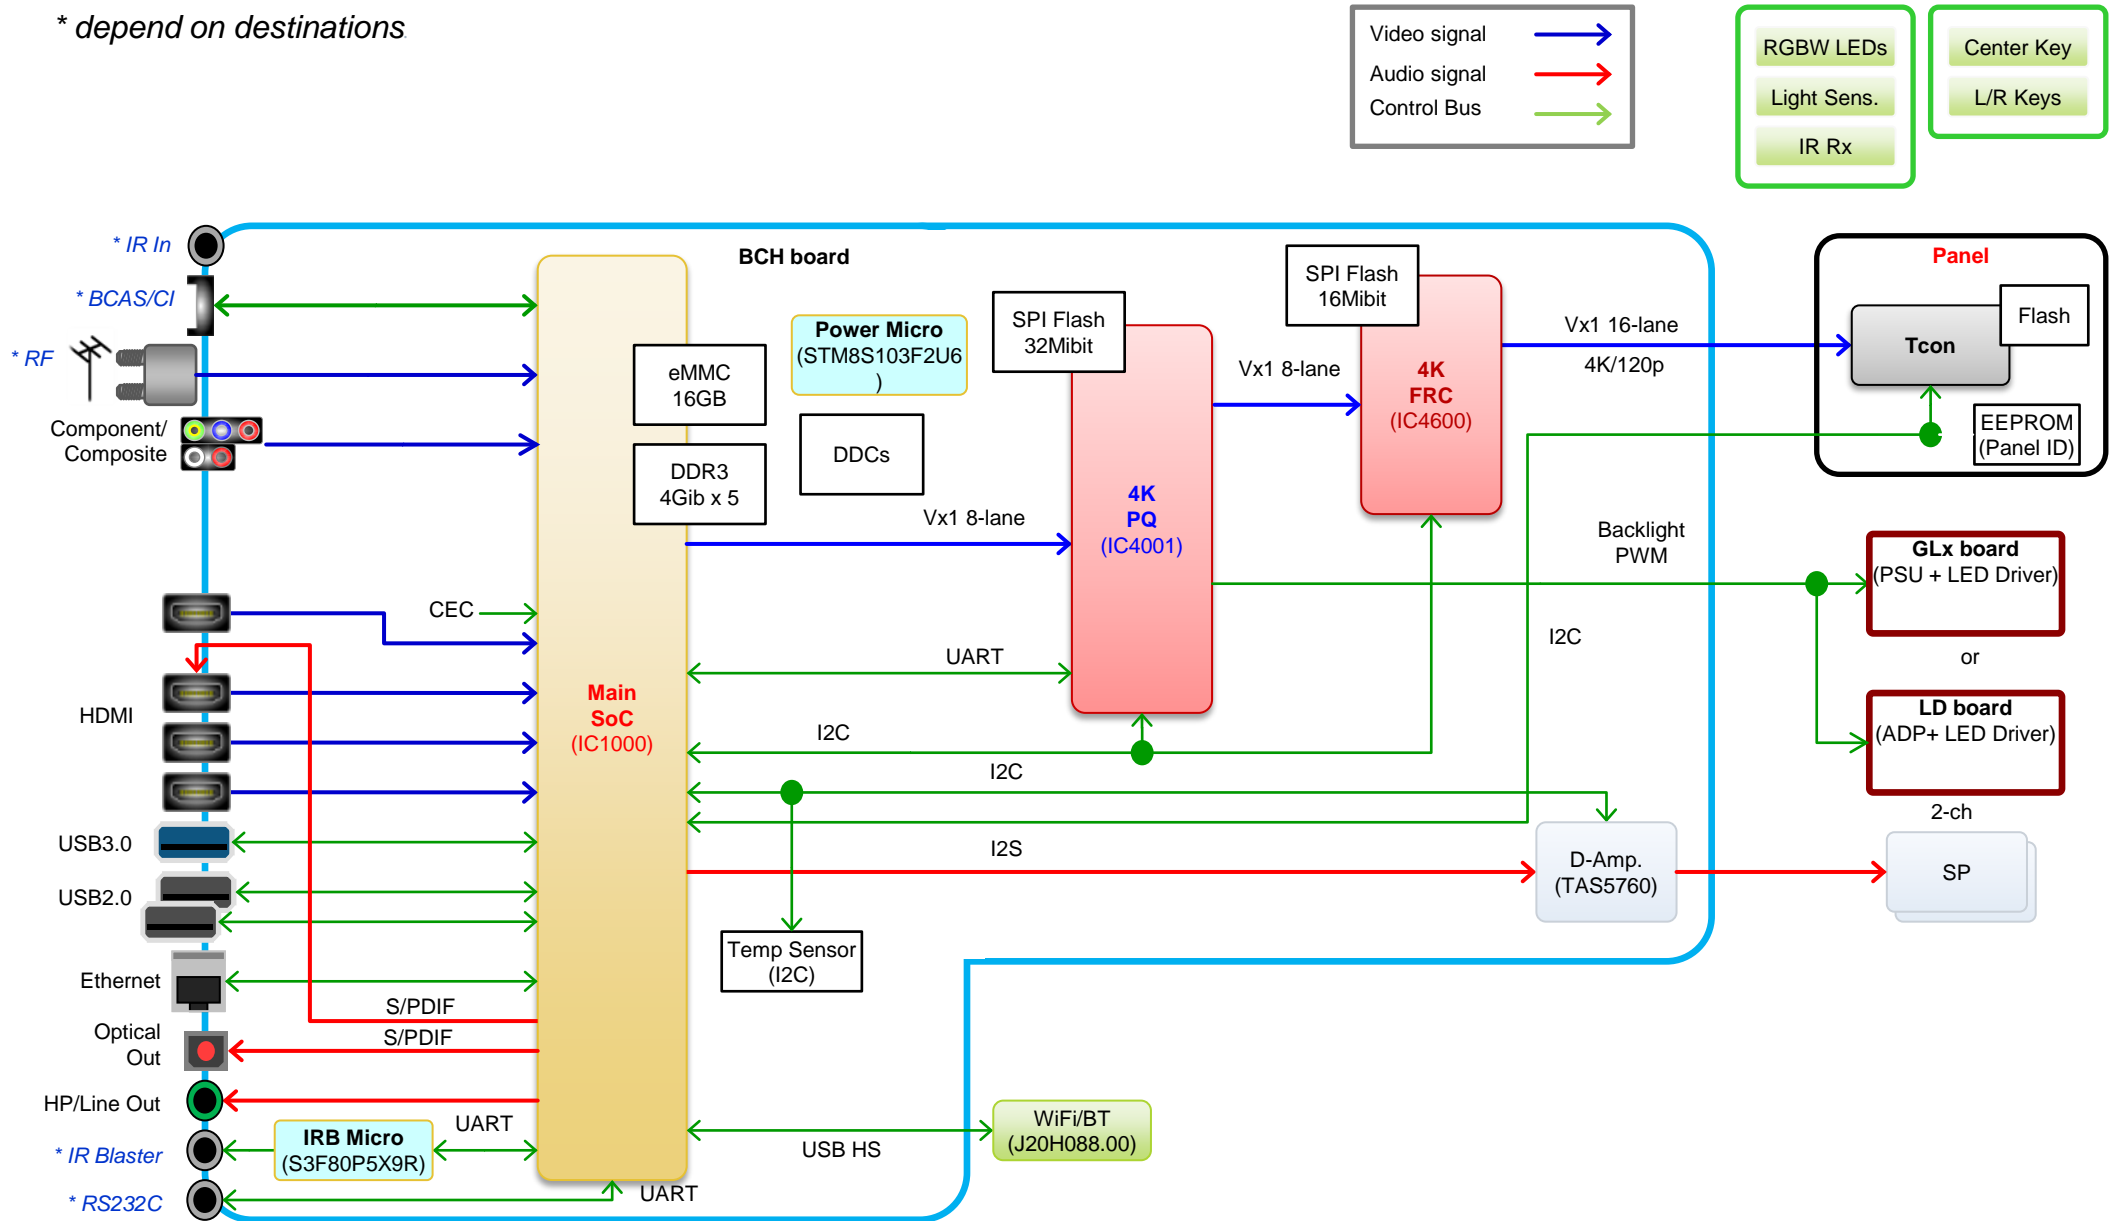 * depend on destinations
Video signal
Audio signal
Control Bus
RGBW LEDs
Light Sens.
IR Rx
Center Key
L/R Keys
* IR In
* BCAS/CI
* RF
Component/
Composite
HDMI
USB3.0
USB2.0
Ethernet
Optical
Out
HP/Line Out
* IR Blaster
* RS232C
CEC
S/PDIF
S/PDIF
UART
IRB Micro
(S3F80P5X9R)
UART
Main
SoC
(IC1000)
BCH board
eMMC
16GB
DDR3
4Gib x 5
Power Micro
(STM8S103F2U6
)
DDCs
Vx1 8-lane
SPI Flash
32Mibit
4K
PQ
(IC4001)
UART
I2C
I2C
I2S
Temp Sensor
(I2C)
USB HS
WiFi/BT
(J20H088.00)
Vx1 8-lane
SPI Flash
16Mibit
4K
FRC
(IC4600)
Vx1 16-lane
4K/120p
Backlight
PWM
I2C
D-Amp.
(TAS5760)
Panel
Flash
Tcon
EEPROM
(Panel ID)
GLx board
(PSU + LED Driver)
or
LD board
(ADP+ LED Driver)
2-ch
SP